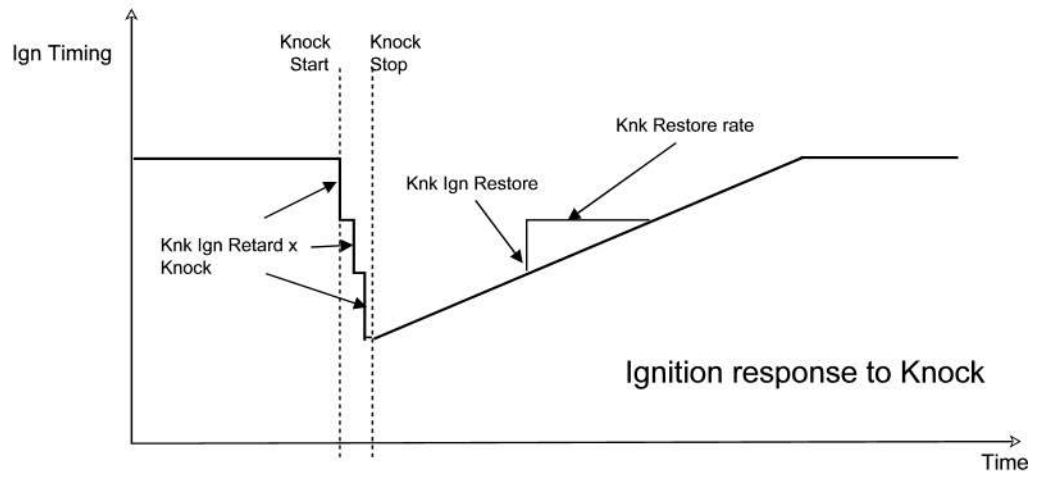 Ign Timing
Knock
Start
Knock
Stop
Knk Restore rate
Knk Ign Restore
Knk Ign Retard x
Knock
Ignition response to Knock
Time